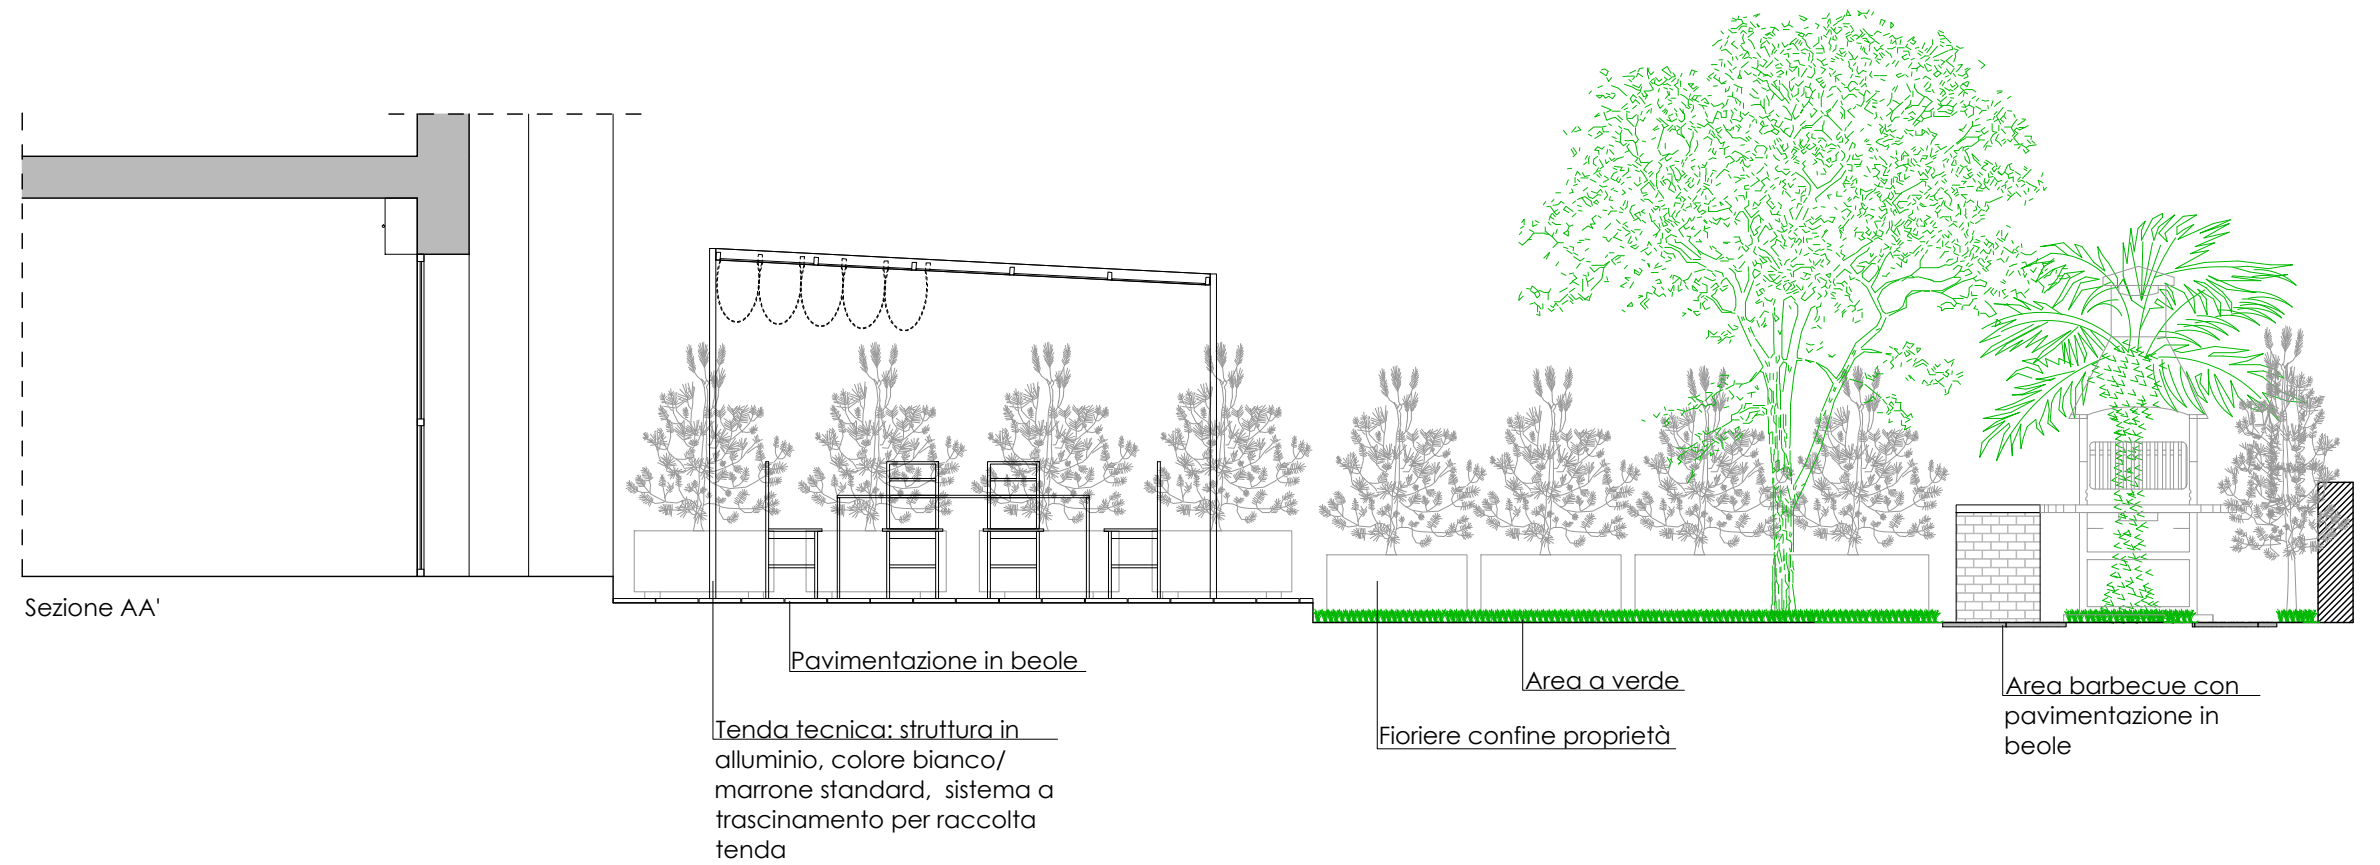 Sezione AA'
Pavimentazione in beole
Tenda tecnica: struttura in
alluminio, colore bianco/
marrone standard, sistema a
trascinamento per raccolta
tenda
Area a verde
Fioriere confine proprietà
Area barbecue con
pavimentazione in
beole